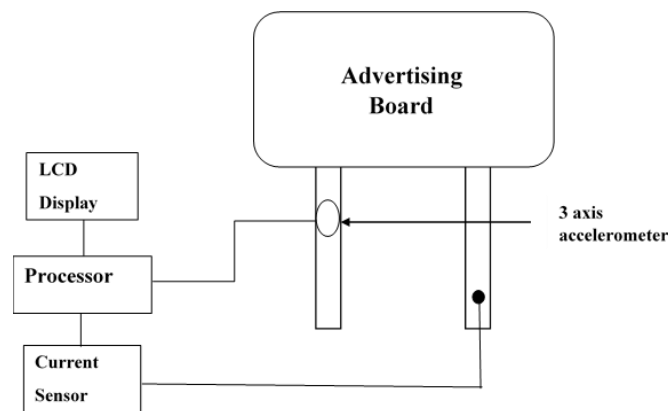 Advertising
Board
LCD
Display
3 axis
accelerometer
Processor
Current
Sensor